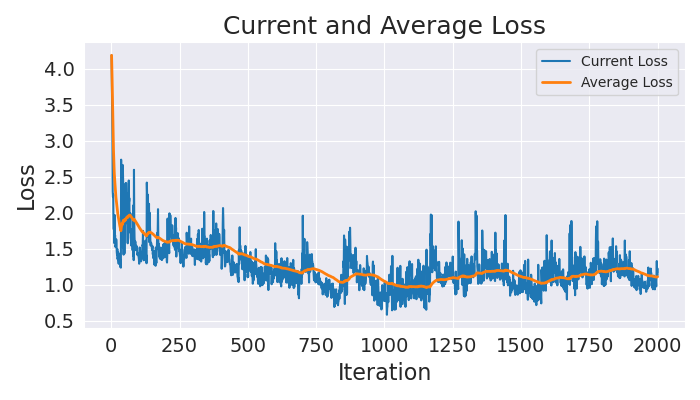 Current and Average Loss
Current Loss
Average Loss
4.0
3.5
3.0
2.5
2.0
1.5
1.0
0.5
Loss
0 250 500 750 1000 1250 1500 1750 2000
Iteration